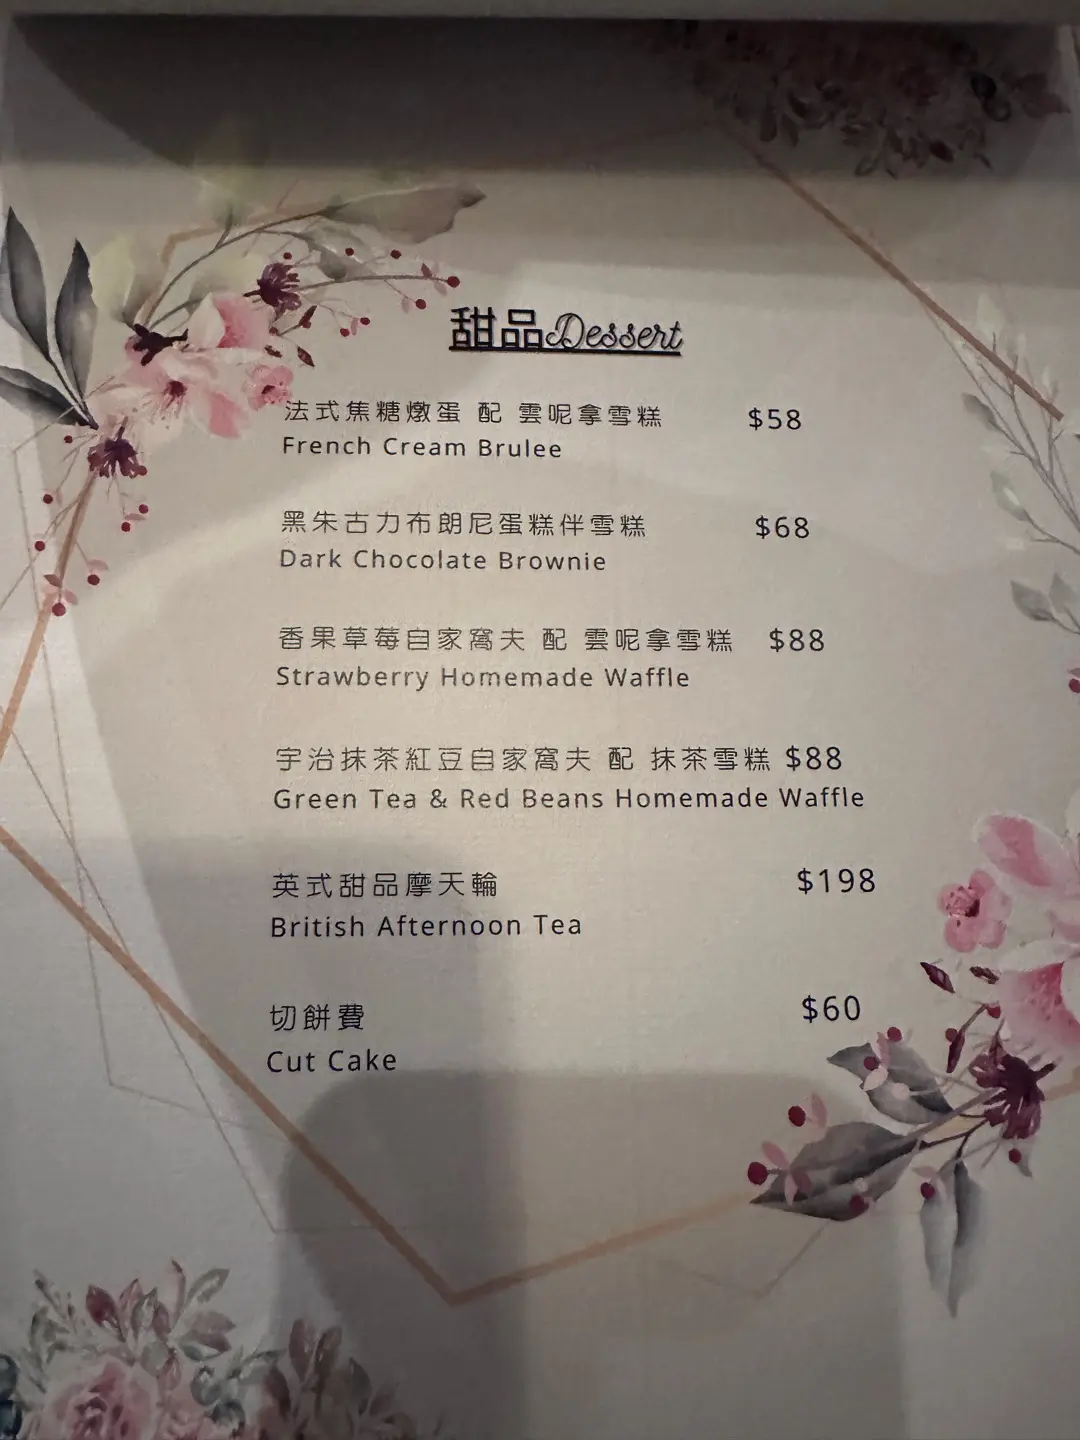 甜品Dessert
法式焦糖燉蛋 配 雲呢拿雪糕 $58
French Cream Brulee
黑朱古力布朗尼蛋糕伴雪糕 $68
Dark Chocolate Brownie
香果草莓自家窩夫 配 雲呢拿雪糕 $88
Strawberry Homemade Waffle
宇治抹茶紅豆自家窩夫 配 抹茶雪糕 $88
Green Tea & Red Beans Homemade Waffle
英式甜品摩天輪 $198
British Afternoon Tea
切餅費 $60
Cut Cake